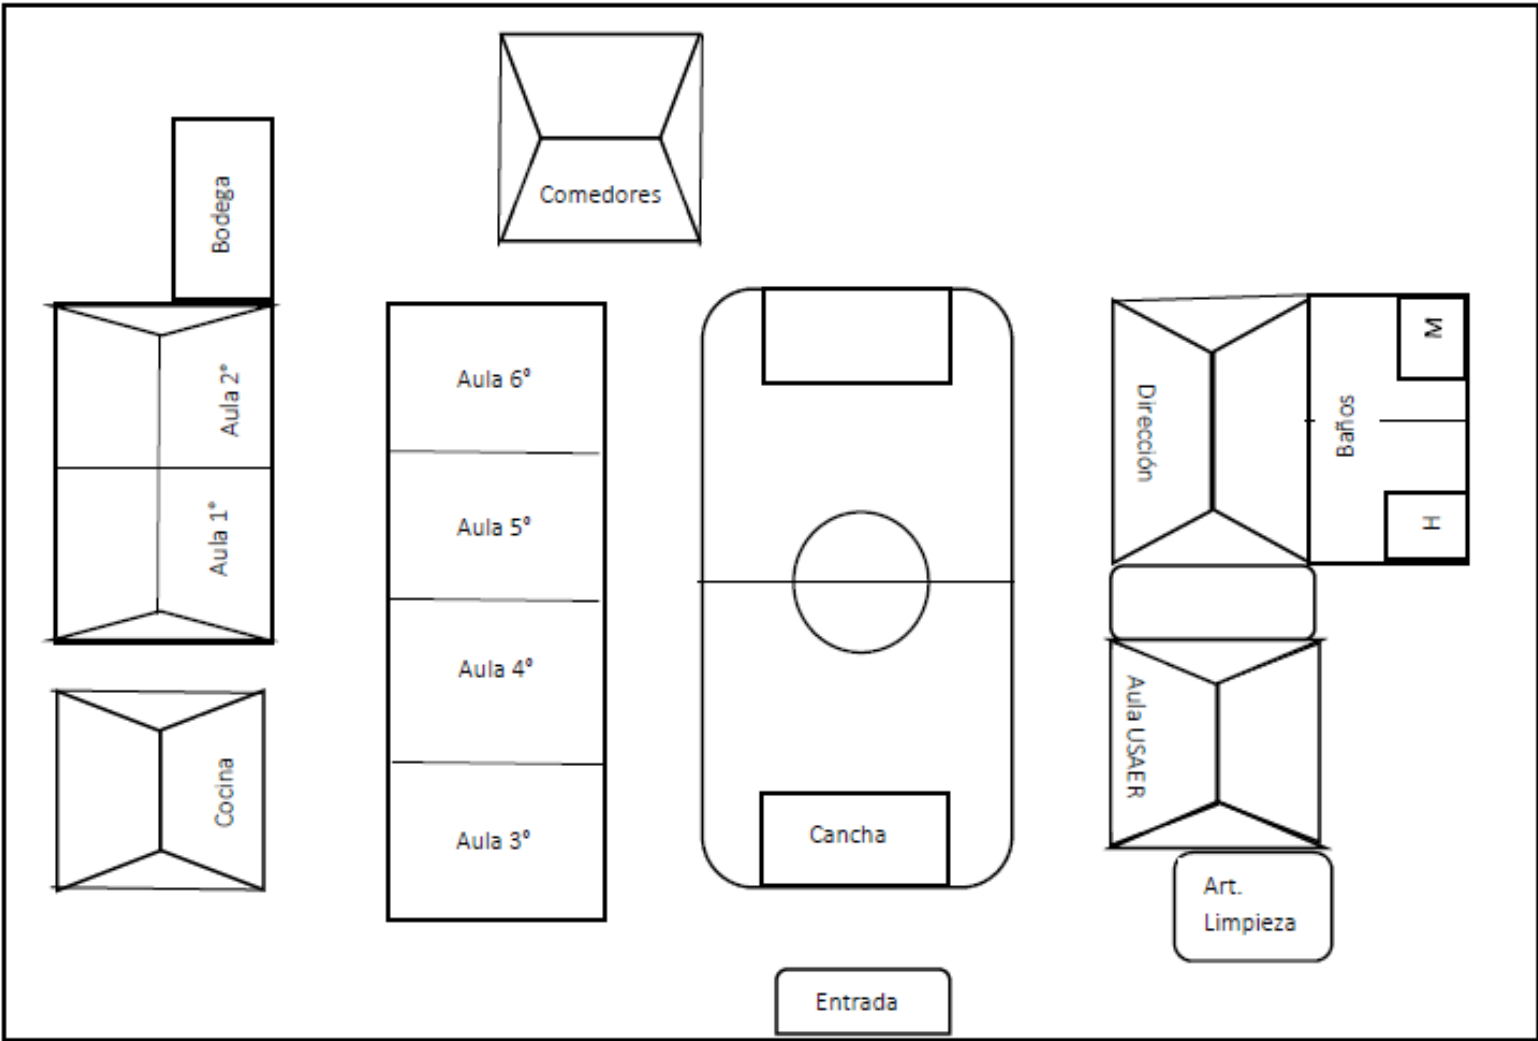 Comedores
Bodega
Aula 2°
Aula 1°
Cocina
Aula 6°
Aula 5°
Aula 4°
Aula 3°
Cancha
Dirección
Baños
M
H
Aula USAER
Art.
Limpieza
Entrada